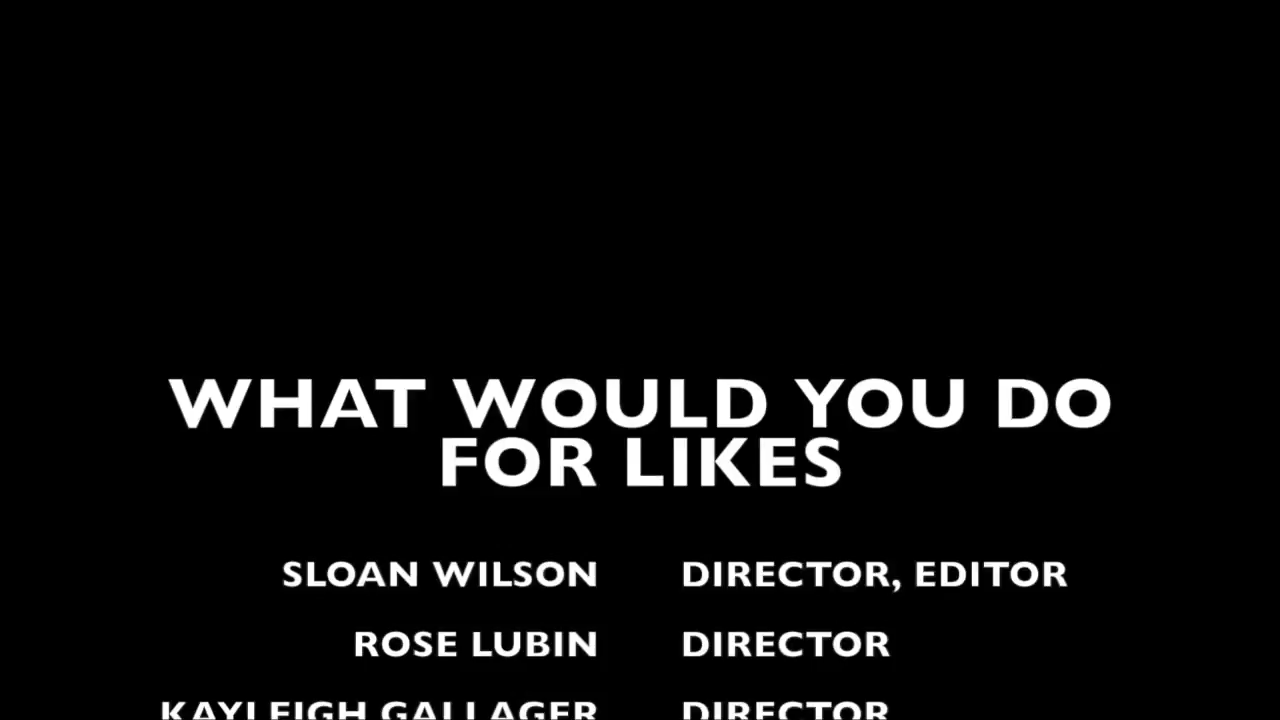 WHAT WOULD YOU DO
FOR LIKES
SLOAN WILSON DIRECTOR, EDITOR
ROSE LUBIN DIRECTOR
KAYLEIGH GALLAGER DIRECTOR